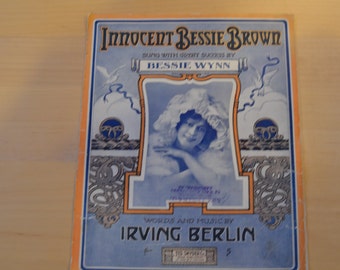 INNOCENT BESSIE BROWN
SUNG WITH GREAT SUCCESS BY
BESSIE WYNN
WORDS AND MUSIC BY
IRVING BERLIN